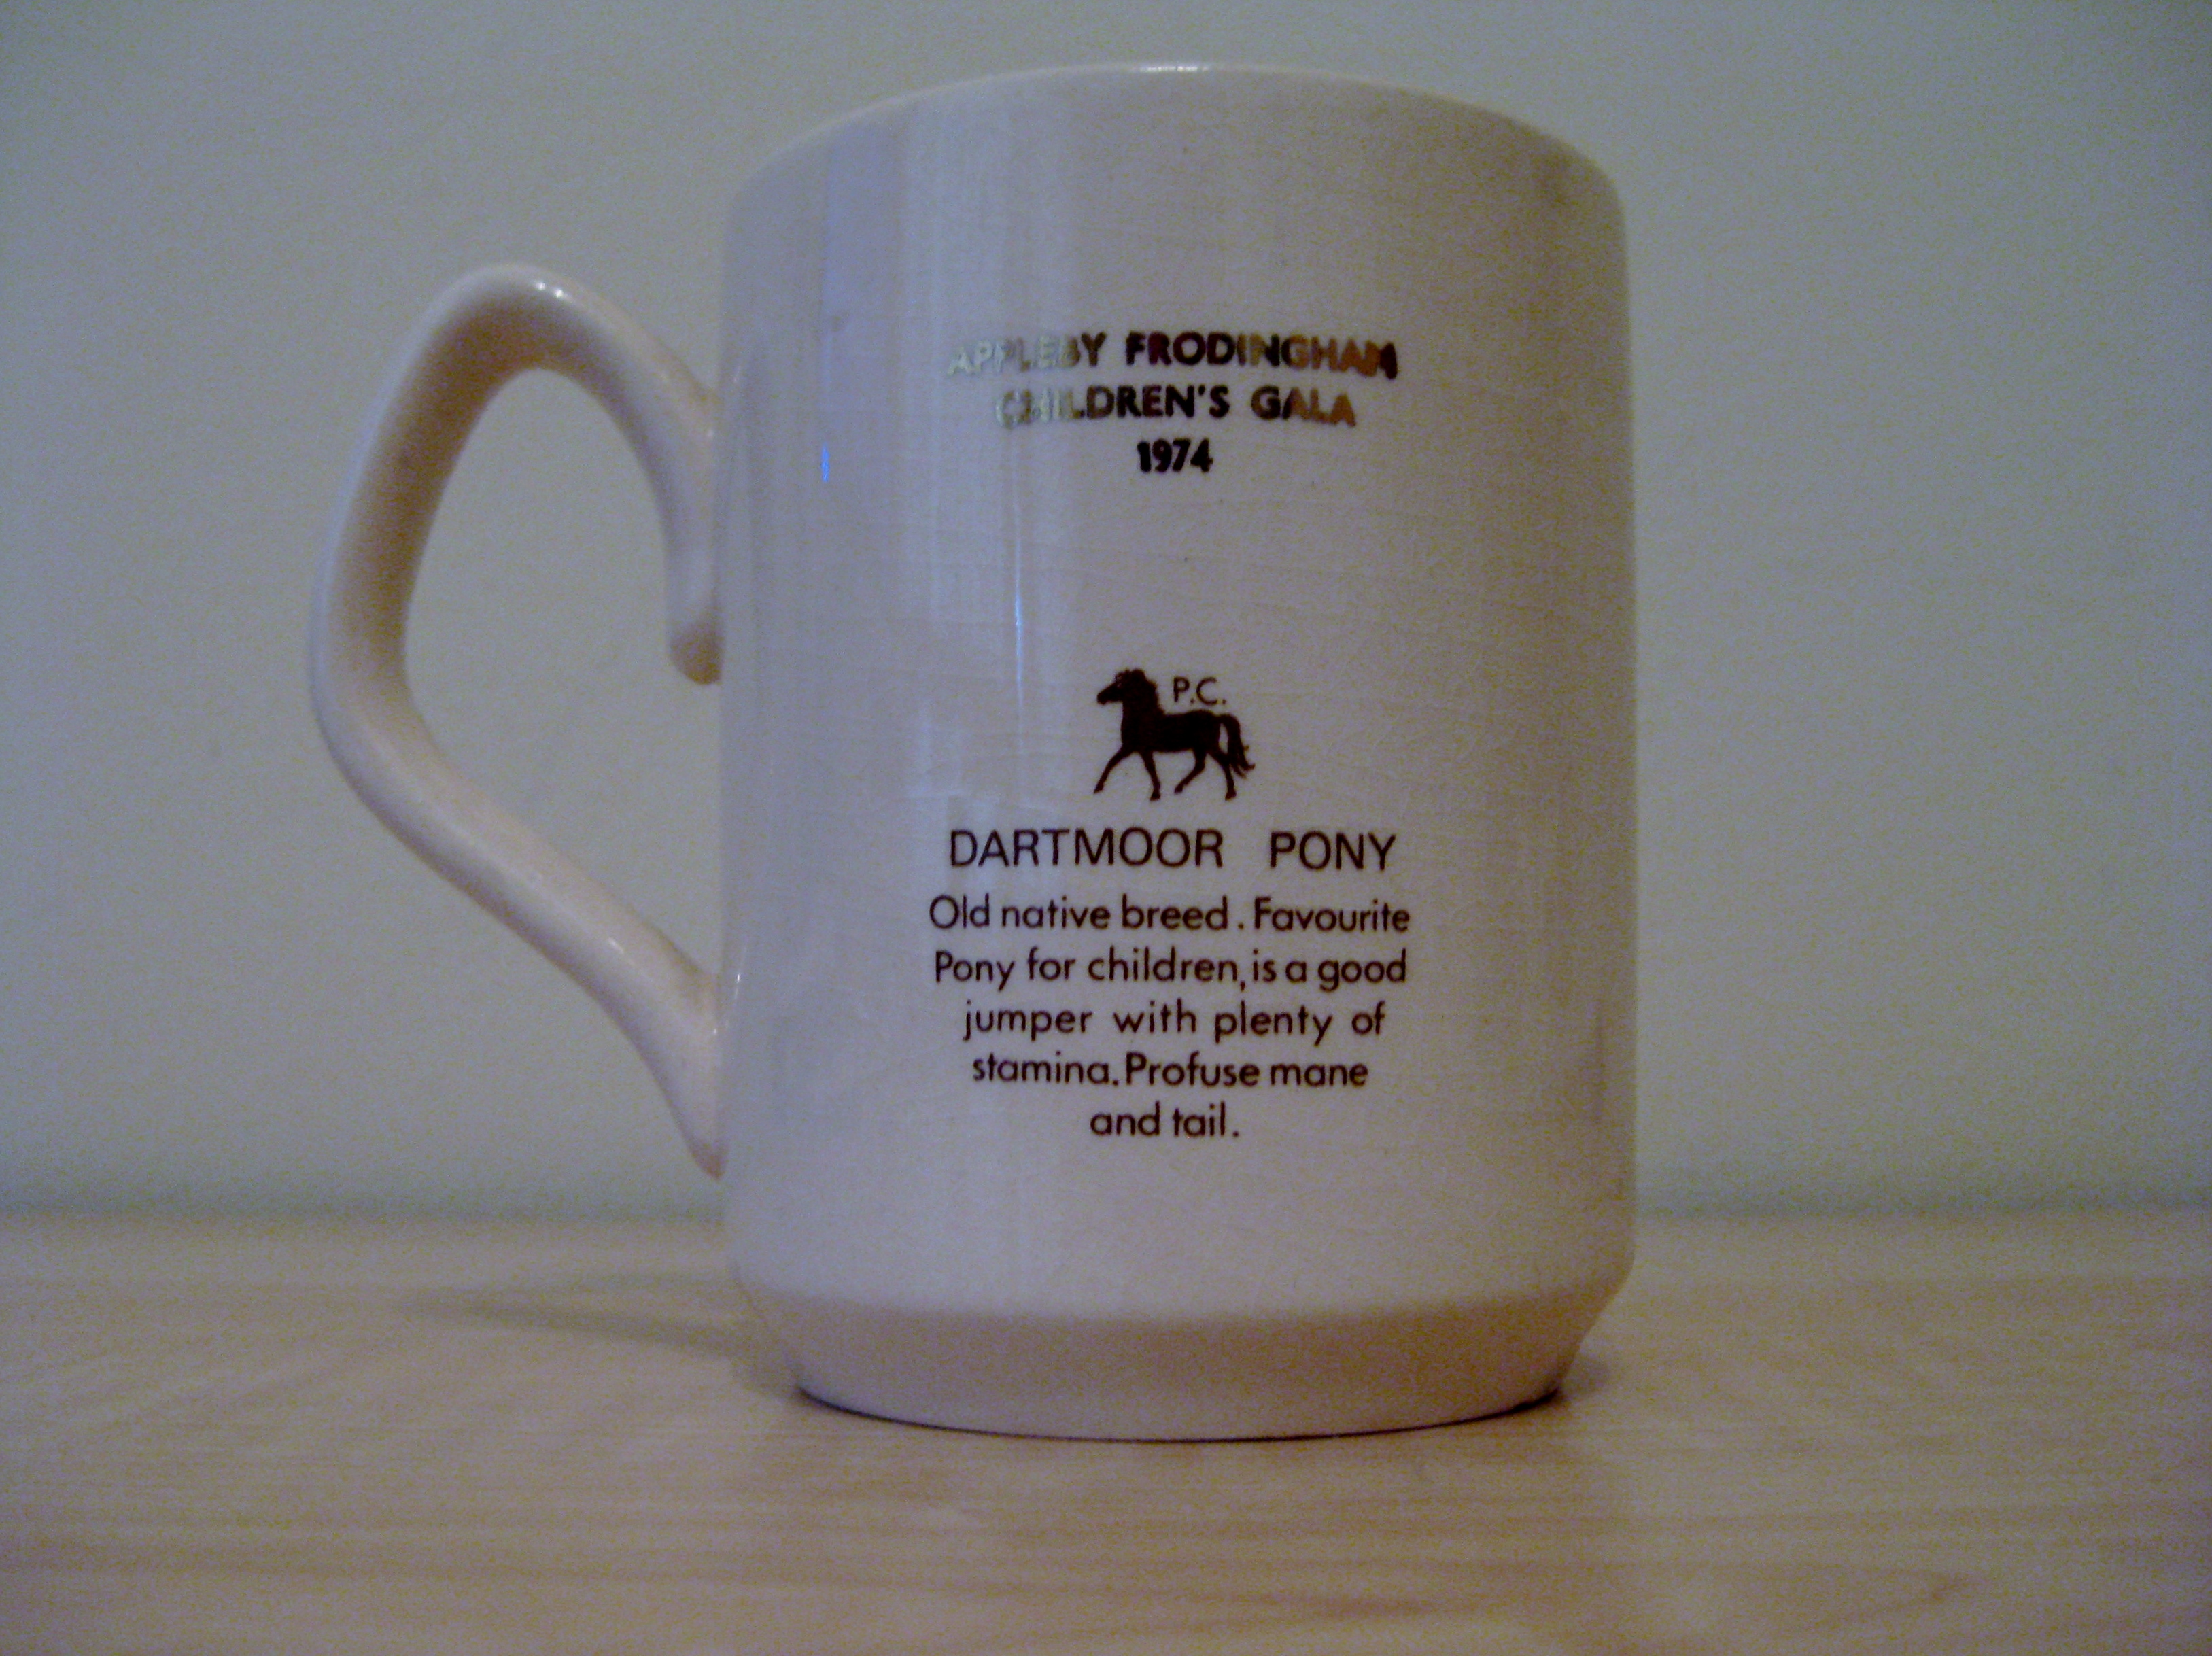 APPLEBY FRODINGHAM
CHILDREN'S GALA
1974
P.C.
DARTMOOR PONY
Old native breed. Favourite
Pony for children, is a good
jumper with plenty of
stamina. Profuse mane
and tail.